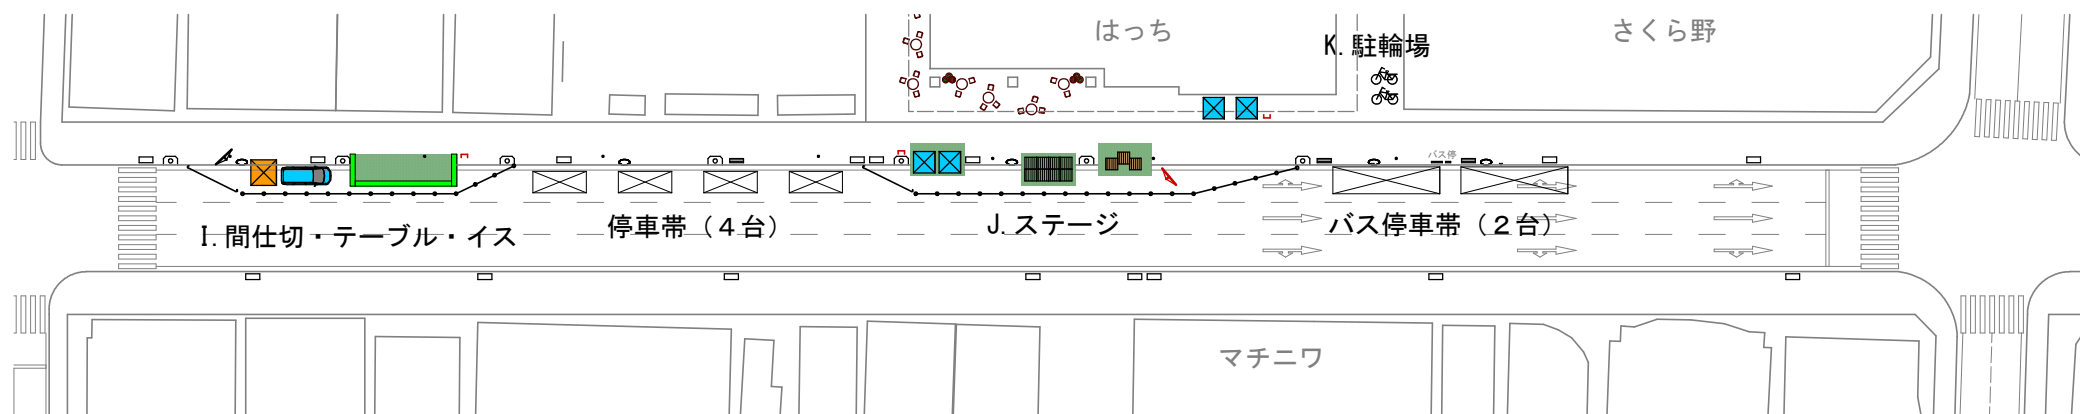 はっち
さくら野
K.駐輪場
バス停
I.間仕切・テーブル・イス
停車帯（４台）
J.ステージ
バス停車帯（２台）
マチニワ